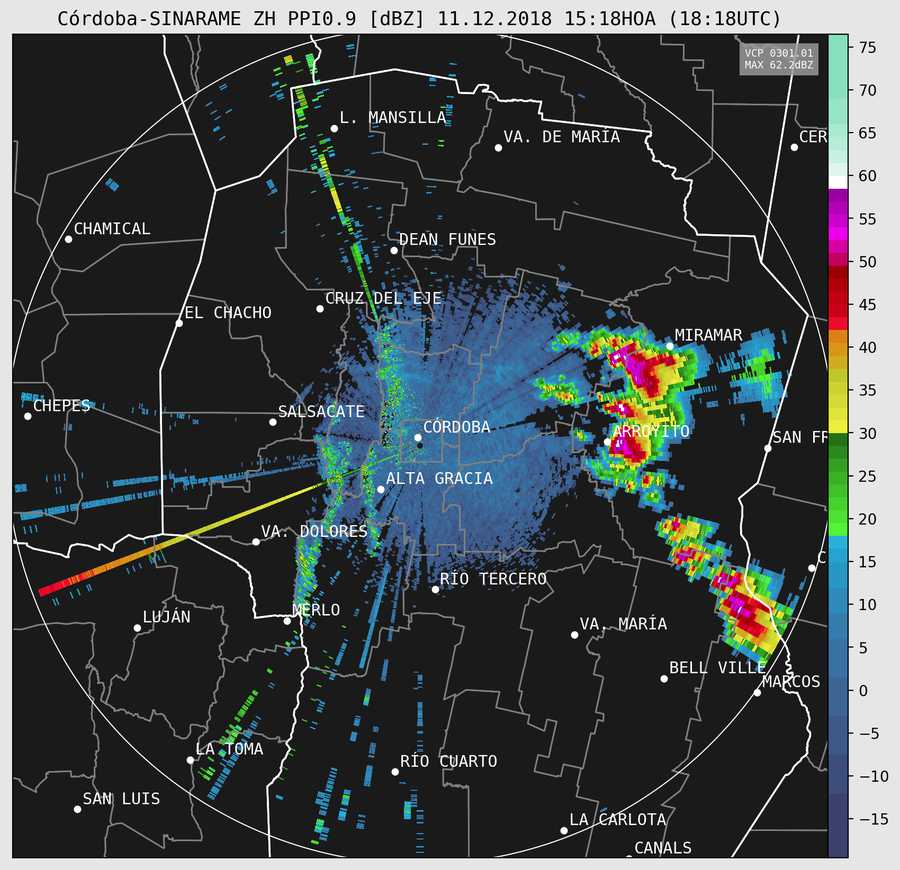 Córdoba-SINARAME ZH PPI0.9 [dBZ] 11.12.2018 15:18HOA (18:18UTC)
VCP 0301.01
MAX 62.2dBZ
L. MANSILLA
VA. DE MARÍA
CER
CHAMICAL
DEAN FUNES
CRUZ DEL EJE
EL CHACHO
MIRAMAR
CHEPES
SALSACATE
CÓRDOBA
ARROYITO
SAN FR
ALTA GRACIA
VA. DOLORES
C
RÍO TERCERO
MERLO
LUJÁN
VA. MARÍA
BELL VILLE
MARCOS
LA TOMA
RÍO CUARTO
SAN LUIS
LA CARLOTA
CANALS
75
70
65
60
55
50
45
40
35
30
25
20
15
10
5
0
−5
−10
−15